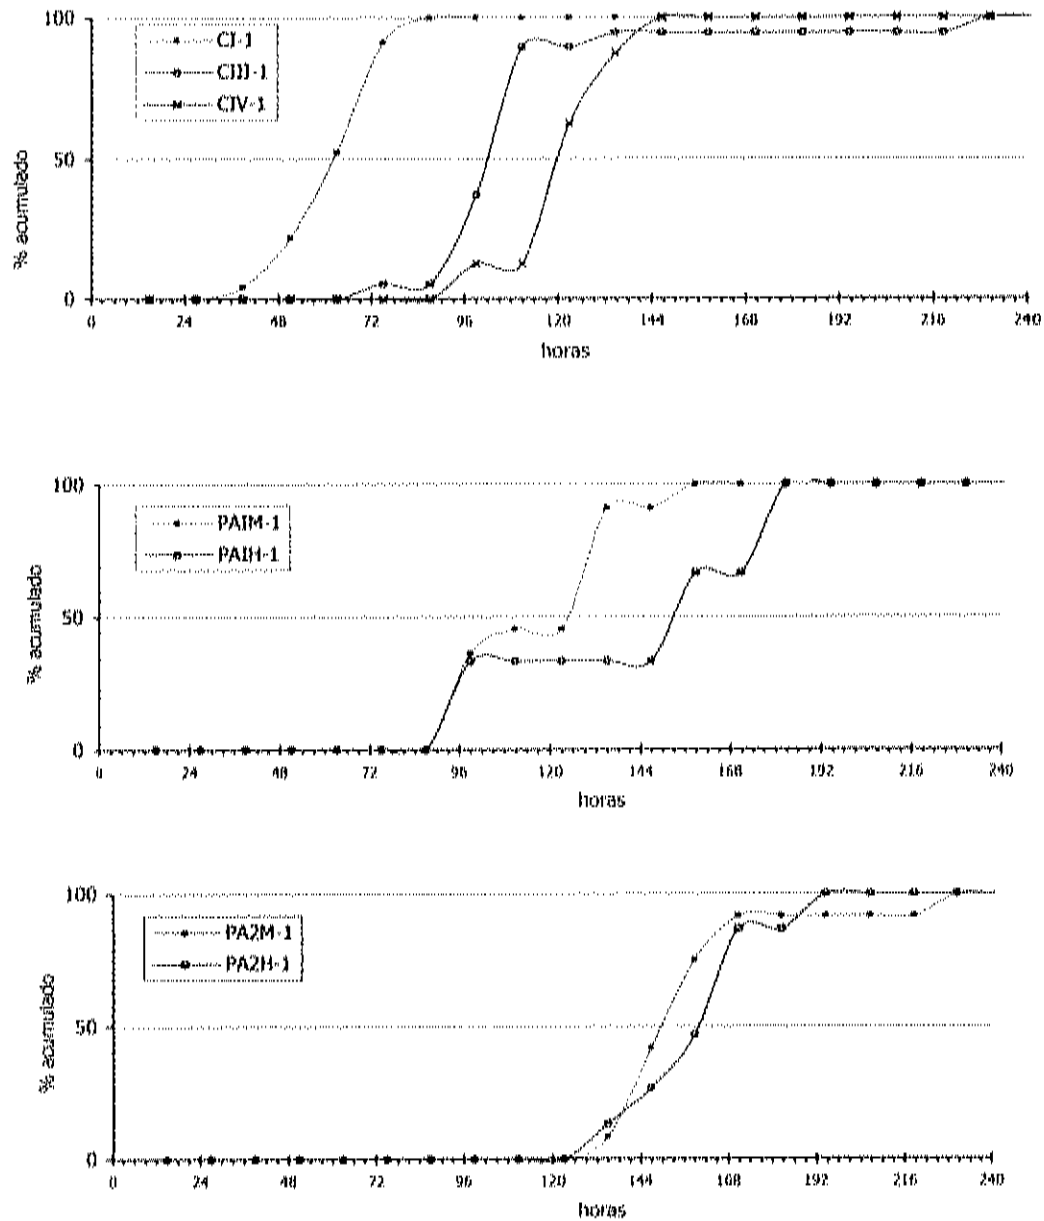 100
CI-1
CIII-1
CIV-1
50
0
% acumulado
0 24 48 72 96 120 144 168 192 216 240
horas
100
PAIM-1
PAIH-1
50
0
% acumulado
0 24 48 72 96 120 144 168 192 216 240
horas
100
PA2M-1
PA2H-1
50
0
% acumulado
0 24 48 72 96 120 144 168 192 216 240
horas